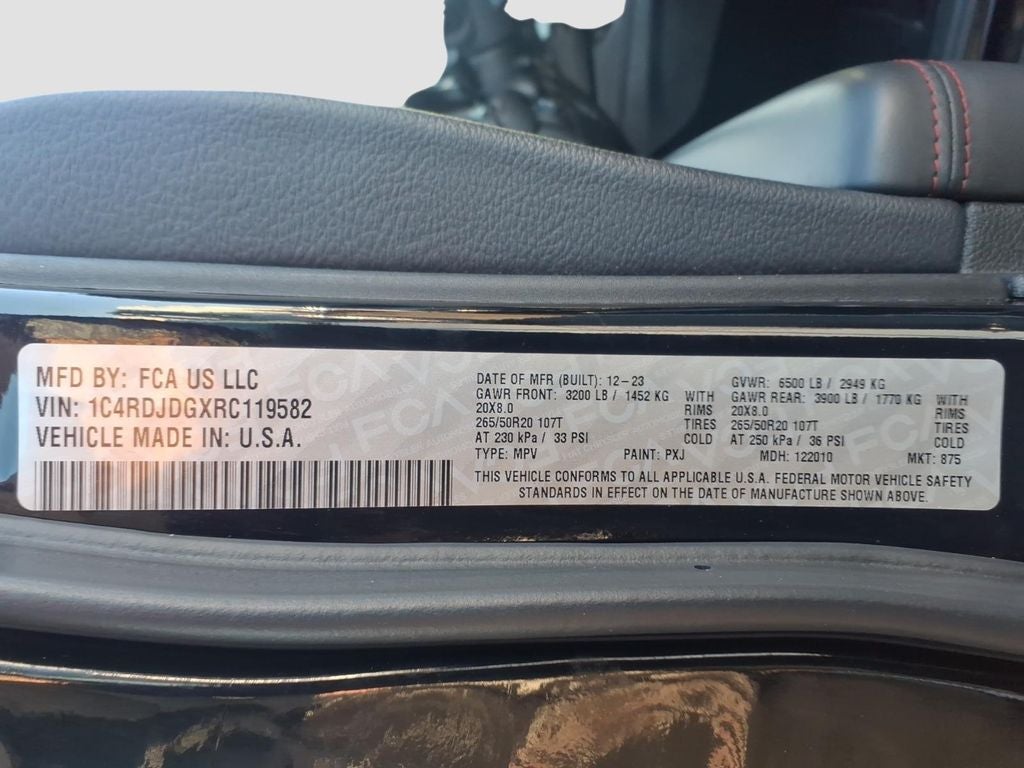 MFD BY: FCA US LLC
VIN: 1C4RDJDGXRC119582
VEHICLE MADE IN: U.S.A.
DATE OF MFR (BUILT): 12-23 GVWR: 6500 LB / 2949 KG
GAWR FRONT: 3200 LB / 1452 KG WITH GAWR REAR: 3900 LB / 1770 KG WITH
20X8.0 RIMS 20X8.0 RIMS
265/50R20 107T TIRES 265/50R20 107T TIRES
AT 230 kPa / 33 PSI COLD AT 250 kPa / 36 PSI COLD
TYPE: MPV PAINT: PXJ MDH: 122010 MKT: 875
THIS VEHICLE CONFORMS TO ALL APPLICABLE U.S.A. FEDERAL MOTOR VEHICLE SAFETY
STANDARDS IN EFFECT ON THE DATE OF MANUFACTURE SHOWN ABOVE.